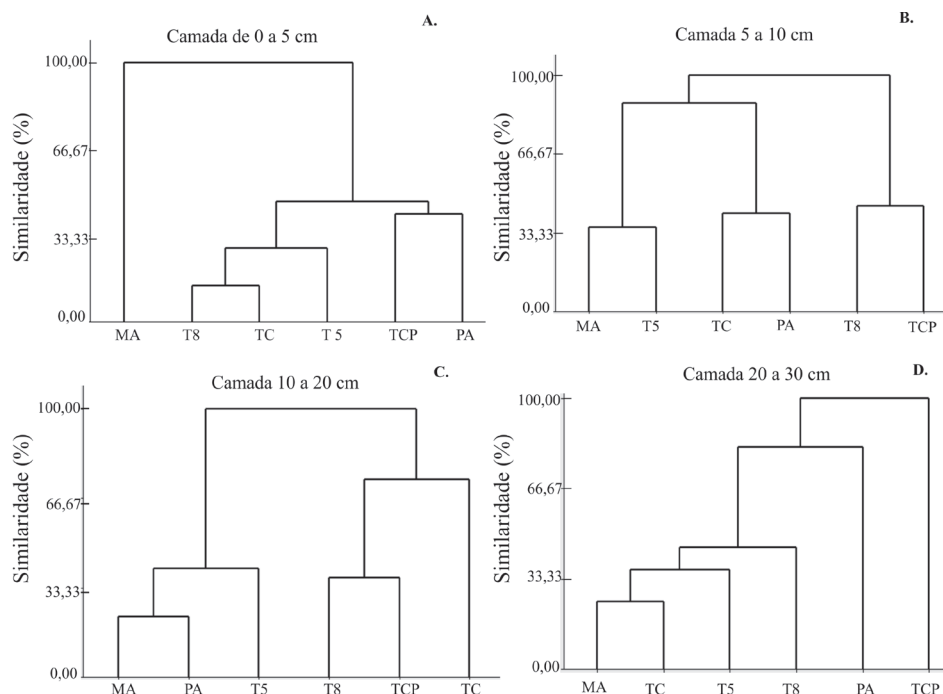 A.
Camada de 0 a 5 cm
Similaridade (%)
100,00
66,67
33,33
0,00
MA T8 TC T 5 TCP PA
B.
Camada 5 a 10 cm
Similaridade (%)
100,00
66,67
33,33
0,00
MA T5 TC PA T8 TCP
C.
Camada 10 a 20 cm
Similaridade (%)
100,00
66,67
33,33
0,00
MA PA T5 T8 TCP TC
D.
Camada 20 a 30 cm
Similaridade (%)
100,00
66,67
33,33
0,00
MA TC T5 T8 PA TCP